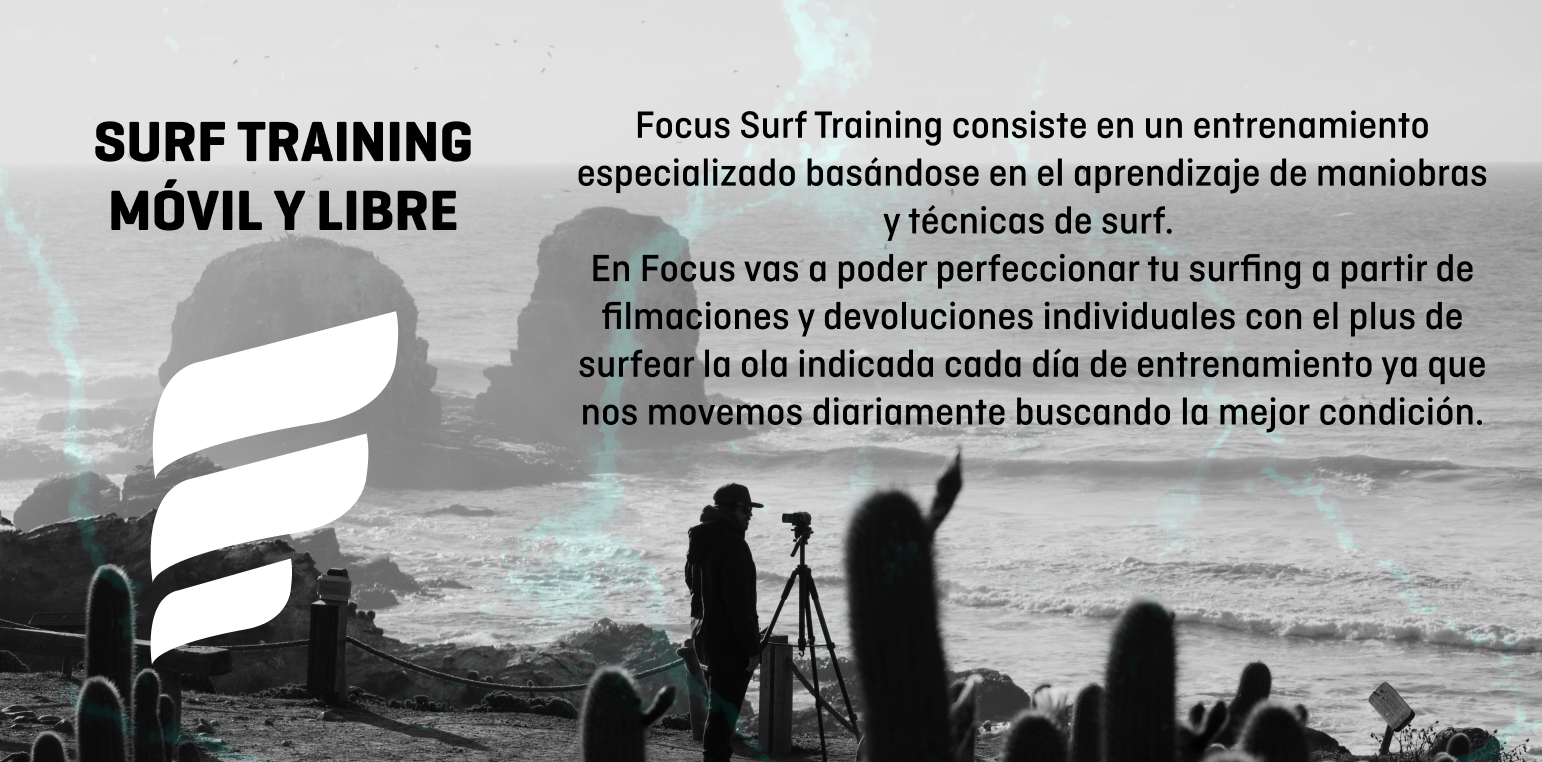 SURF TRAINING
MÓVIL Y LIBRE
Focus Surf Training consiste en un entrenamiento
especializado basándose en el aprendizaje de maniobras
y técnicas de surf.
En Focus vas a poder perfeccionar tu surfing a partir de
filmaciones y devoluciones individuales con el plus de
surfear la ola indicada cada día de entrenamiento ya que
nos movemos diariamente buscando la mejor condición.